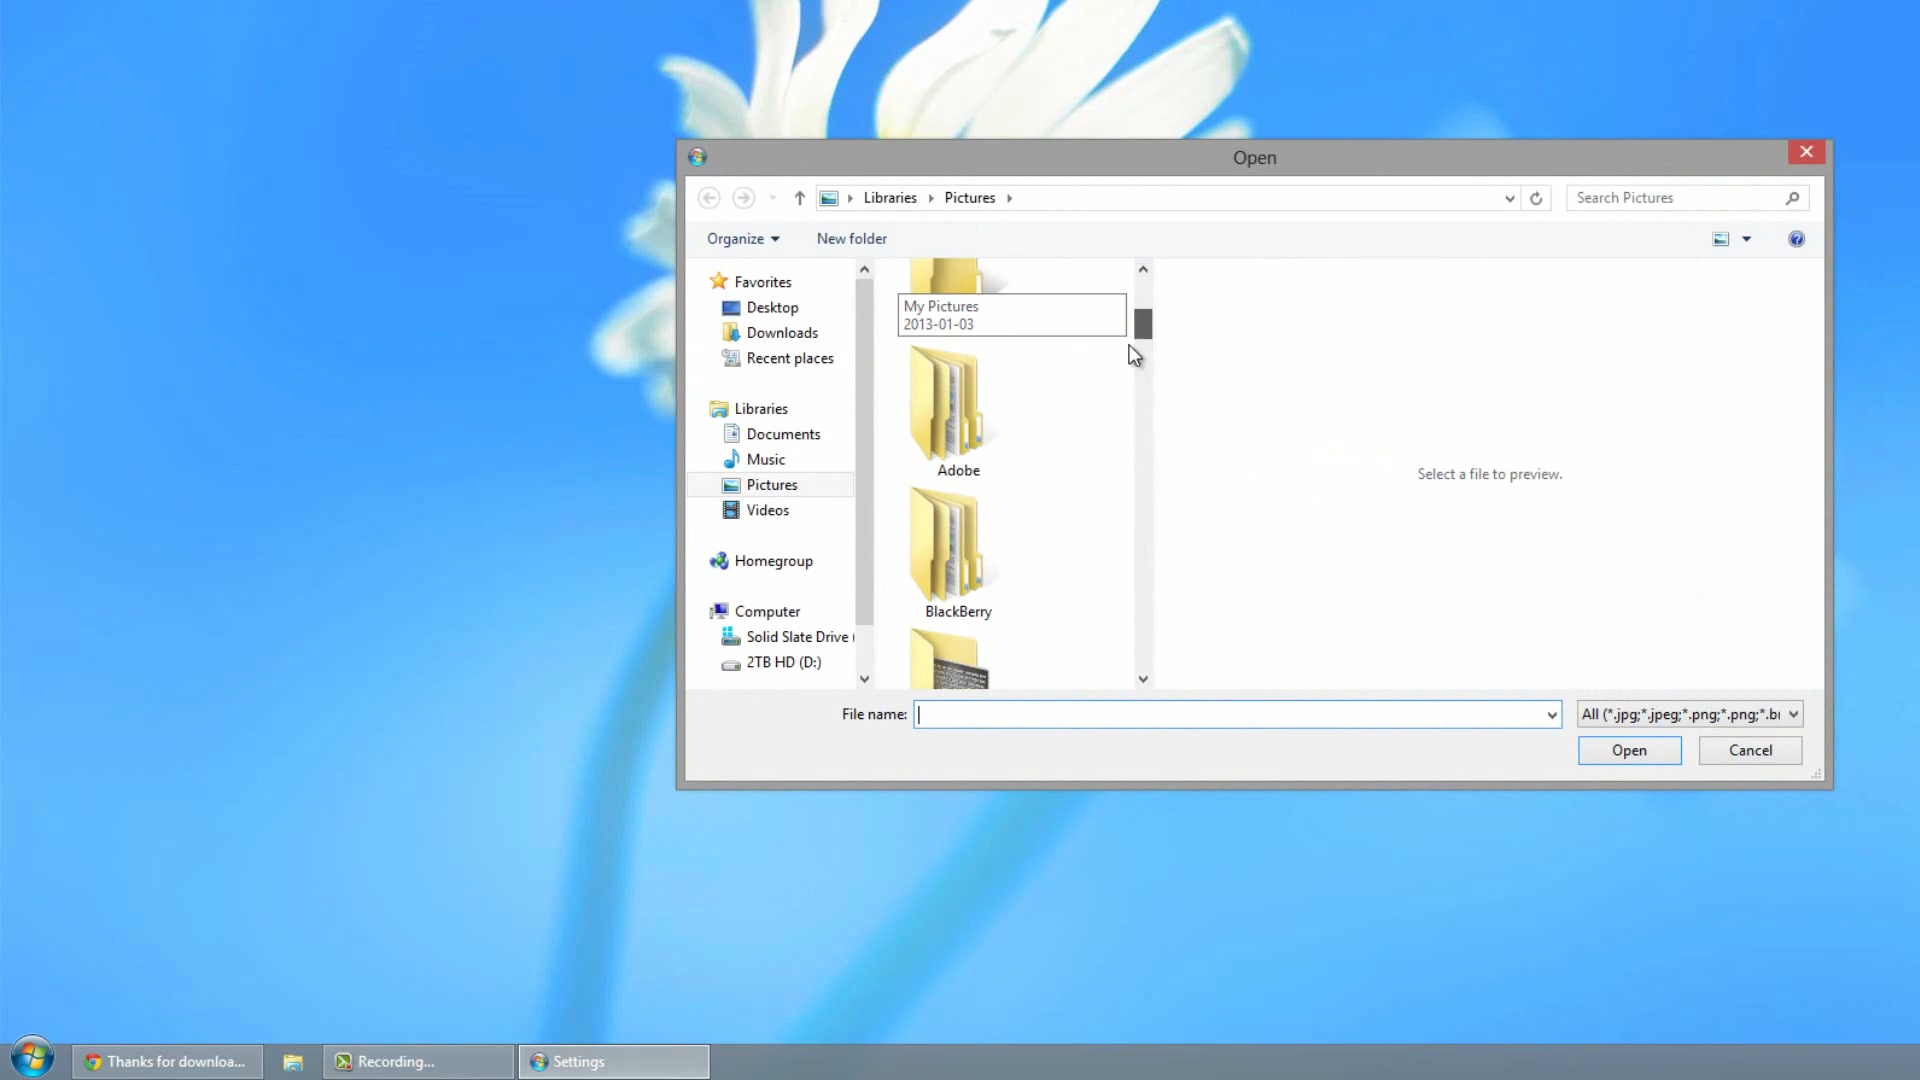 Open
Libraries
Pictures
Search Pictures
Organize
New folder
Favorites
Desktop
Downloads
Recent places
Libraries
Documents
Music
Pictures
Videos
Homegroup
Computer
Solid Slate Drive (
2TB HD (D:)
My Pictures
2013-01-03
Adobe
BlackBerry
Select a file to preview.
File name:
All (*.jpg;*.jpeg;*.png;*.png;*.b
Open
Cancel
Thanks for downloa...
Recording...
Settings